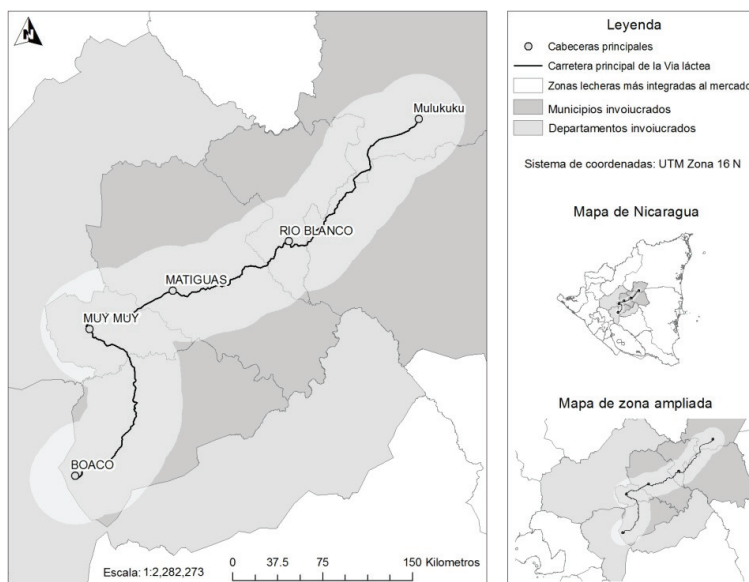 N
Mulukuku
RIO BLANCO
MATIGUAS
MUY MUY
BOACO
Escala: 1:2,282,273
0 37.5 75 150 Kilometros
Leyenda
Cabeceras principales
Carretera principal de la Via láctea
Zonas lecheras más integradas al mercado
Municipios invoiucrados
Departamentos invoiucrados
Sistema de coordenadas: UTM Zona 16 N
Mapa de Nicaragua
Mapa de zona ampliada